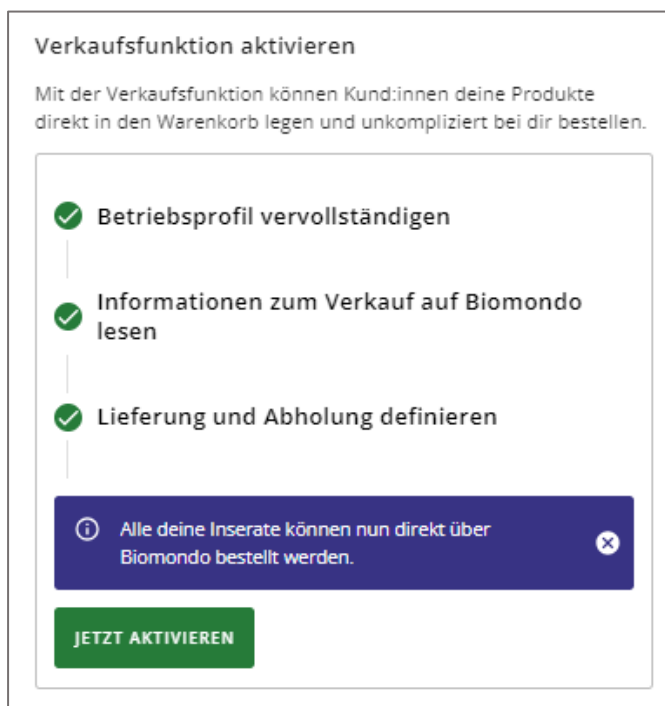 Verkaufsfunktion aktivieren
Mit der Verkaufsfunktion können Kund:innen deine Produkte
direkt in den Warenkorb legen und unkompliziert bei dir bestellen.
Betriebsprofil vervollständigen
Informationen zum Verkauf auf Biomondo
lesen
Lieferung und Abholung definieren
Alle deine Inserate können nun direkt über
Biomondo bestellt werden.
JETZT AKTIVIEREN